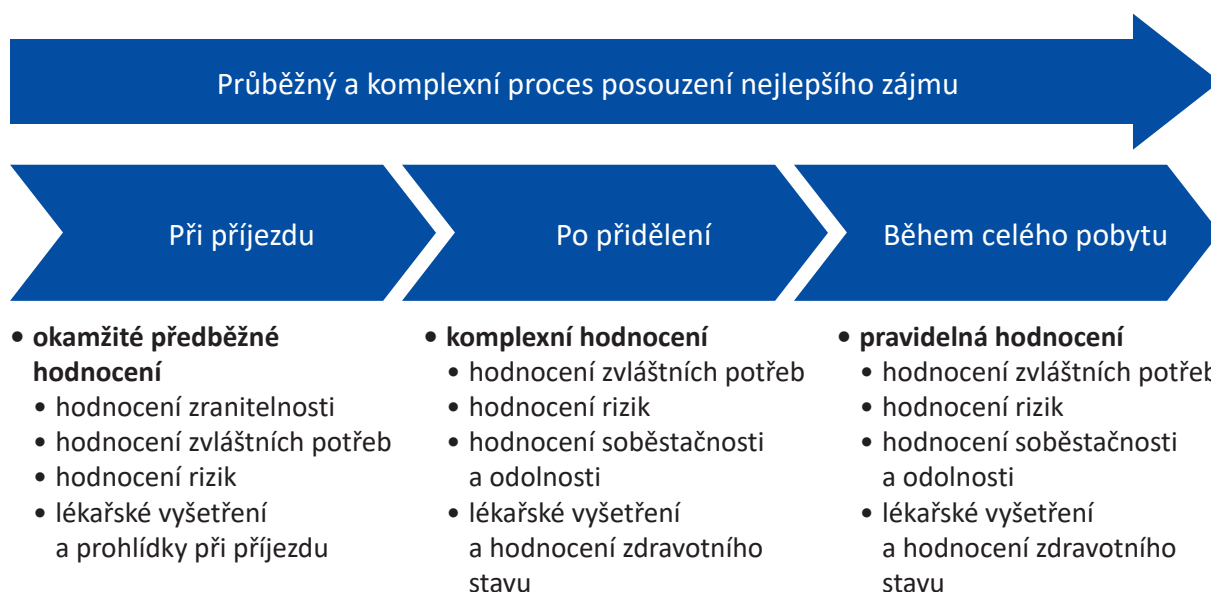 Průběžný a komplexní proces posouzení nejlepšího zájmu
Při příjezdu
Po přidělení
Během celého pobytu
• okamžité předběžné
hodnocení
• hodnocení zranitelnosti
• hodnocení zvláštních potřeb
• hodnocení rizik
• lékařské vyšetření
a prohlídky při příjezdu
• komplexní hodnocení
• hodnocení zvláštních potřeb
• hodnocení rizik
• hodnocení soběstačnosti
a odolnosti
• lékařské vyšetření
a hodnocení zdravotního
stavu
• pravidelná hodnocení
• hodnocení zvláštních potřeb
• hodnocení rizik
• hodnocení soběstačnosti
a odolnosti
• lékařské vyšetření
a hodnocení zdravotního
stavu